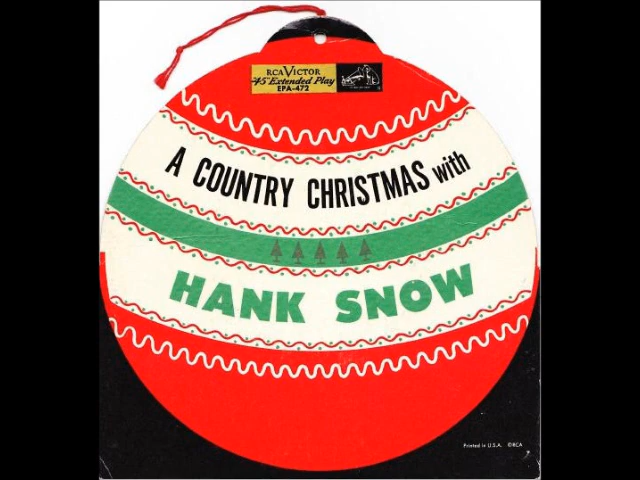 RCA VICTOR
"45" Extended Play
EPA-472
A COUNTRY CHRISTMAS with
HANK SNOW
Printed in U.S.A. ©RCA